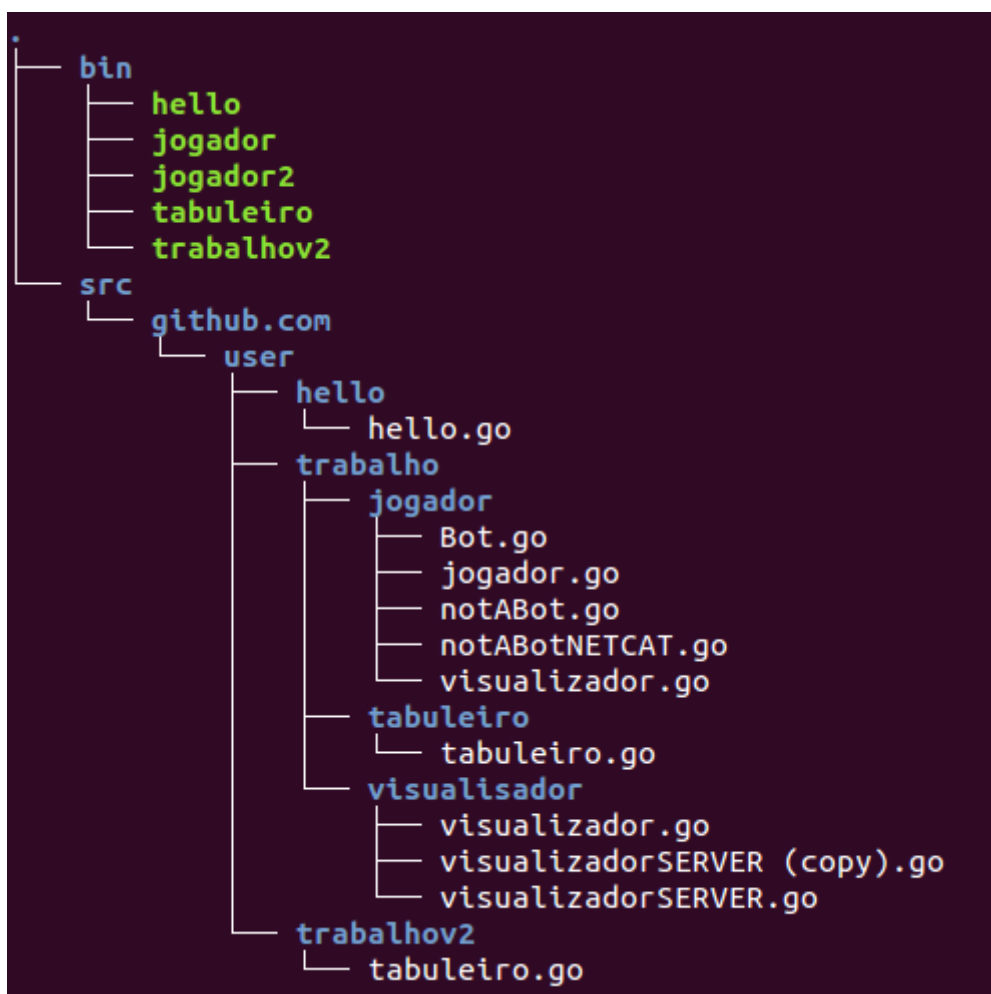 .
bin
hello
jogador
jogador2
tabuleiro
trabalhov2
src
github.com
user
hello
hello.go
trabalho
jogador
Bot.go
jogador.go
notABot.go
notABotNETCAT.go
visualizador.go
tabuleiro
tabuleiro.go
visualisador
visualizador.go
visualizadorSERVER (copy).go
visualizadorSERVER.go
trabalhov2
tabuleiro.go